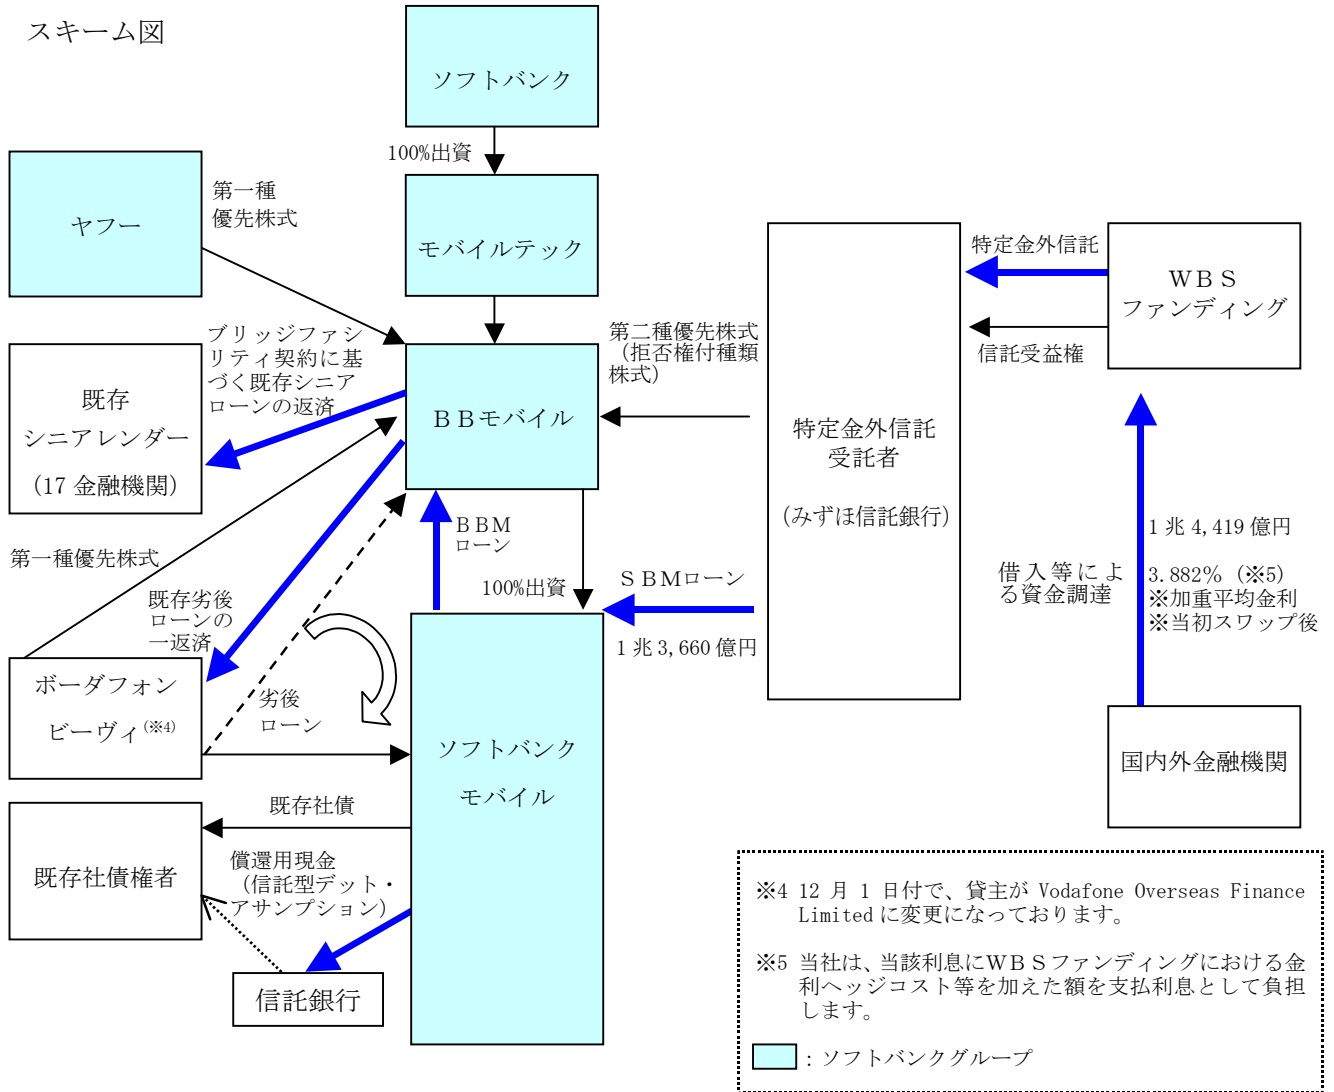 スキーム図
ソフトバンク
100%出資
ヤフー
第一種
優先株式
モバイルテック
特定金外信託
WBS
ファンディング
信託受益権
ブリッジファシ
リティ契約に基
づく既存シニア
ローンの返済
第二種優先株式
(拒否権付種類
株式)
既存
シニアレンダー
(17 金融機関)
BBモバイル
特定金外信託
受託者
(みずほ信託銀行)
第一種優先株式
BBM
ローン
100%出資
SBMローン
1 兆 3,660 億円
借入等によ
る資金調達
1 兆 4,419 億円
3.882% (※5)
※加重平均金利
※当初スワップ後
既存劣後
ローンの
一返済
ボーダフォン
ビーヴィ(※4)
劣後
ローン
ソフトバンク
モバイル
国内外金融機関
既存社債
既存社債権者
償還用現金
(信託型デット・
アサンプション)
信託銀行
※4 12 月 1 日付で、貸主が Vodafone Overseas Finance
Limited に変更になっております。
※5 当社は、当該利息にWBSファンディングにおける金
利ヘッジコスト等を加えた額を支払利息として負担
します。
:ソフトバンクグループ